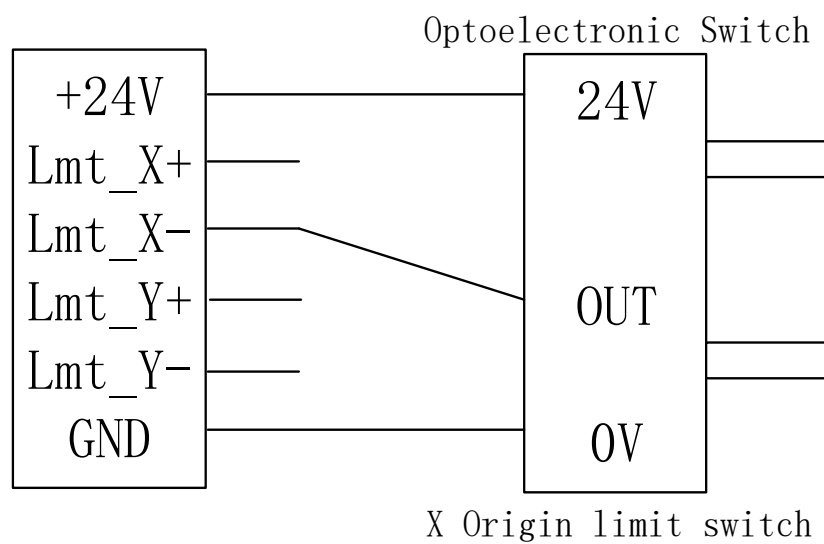 Optoelectronic Switch
+24V
Lmt_X+
Lmt_X-
Lmt_Y+
Lmt_Y-
GND
24V
OUT
0V
X Origin limit switch